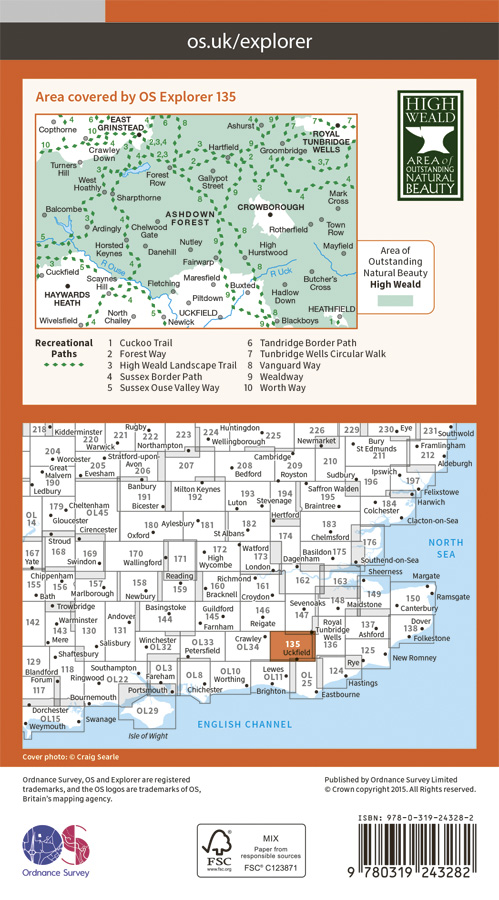 os.uk/explorer
Area covered by OS Explorer 135
Copthorne
EAST
GRINSTEAD
Ashurst
ROYAL
TUNBRIDGE
WELLS
Crawley
Down
Hartfield
Groombridge
Turners
Hill
West
Hoathly
Forest
Row
Gallypot
Street
Sharpthorne
Mark
Cross
Balcombe
ASHDOWN
FOREST
CROWBOROUGH
Ardingly
Chelwood
Gate
Rotherfield
Town
Row
Horsted
Keynes
Nutley
High
Hurstwood
Mayfield
Danehill
Fairwarp
R Ouse
R Uck
Cuckfield
Scaynes
Hill
Fletching
Maresfield
Buxted
Butcher's
Cross
HAYWARDS
HEATH
Piltdown
Hadlow
Down
Wivelsfield
North
Chailey
UCKFIELD
Newick
Blackboys
HEATHFIELD
HIGH
WEALD
AREA of
OUTSTANDING
NATURAL
BEAUTY
Area of
Outstanding
Natural Beauty
High Weald
Recreational
Paths
1 Cuckoo Trail
2 Forest Way
3 High Weald Landscape Trail
4 Sussex Border Path
5 Sussex Ouse Valley Way
6 Tandridge Border Path
7 Tunbridge Wells Circular Walk
8 Vanguard Way
9 Wealdway
10 Worth Way
218 Kidderminster
220
Warwick
Rugby
221
222
Northampton
223
224
Huntingdon
Wellingborough
225
226
Newmarket
229
230 Eye
231 Southwold
204
Worcester
Great
Malvern
190
Ledbury
205
Evesham
Stratford-upon-
Avon
206
207
208
Bedford
Cambridge
209
Royston
210
Sudbury
Bury
St Edmunds
211
Framlingham
212
Aldeburgh
Ipswich
196
197
Felixstowe
Harwich
OL
14
179
Gloucester
Cheltenham
OL45
Cirencester
Banbury
191
Bicester
Milton Keynes
192
193
Luton
194
Stevenage
Hertford
Saffron Walden
195
Braintree
184
Colchester
Clacton-on-Sea
180
Oxford
Aylesbury
181
182
St Albans
174
183
Chelmsford
176
Southend-on-Sea
NORTH
SEA
167
Yate
Stroud
168
169
Swindon
170
Wallingford
171
172
High
Wycombe
Watford
173
London
Dagenham
Basildon
175
155
Chippenham
156
Bath
157
Marlborough
158
Newbury
Reading
159
Richmond
160
Bracknell
161
Croydon
162
163
Sheerness
149
Margate
Ramsgate
150
Canterbury
142
Trowbridge
143
Mere
Warminster
130
Andover
131
Salisbury
Basingstoke
144
Guildford
145
Farnham
146
Reigate
Sevenoaks
147
148
Maidstone
Royal
Tunbridge
Wells
136
137
Ashford
Dover
138
Folkestone
129
Shaftesbury
118
Winchester
OL32
OL33
Petersfield
Crawley
OL34
135
Uckfield
125
New Romney
Blandford
Forum
117
Ringwood
Southampton
OL22
OL3
Fareham
Portsmouth
OL8
Chichester
OL10
Worthing
Lewes
OL11
Brighton
OL
25
Eastbourne
124
Rye
Hastings
Dorchester
OL15
Weymouth
Bournemouth
Swanage
OL29
Isle of Wight
ENGLISH CHANNEL
Cover photo: © Craig Searle
Ordnance Survey, OS and Explorer are registered
trademarks, and the OS logos are trademarks of OS,
Britain's mapping agency.
Published by Ordnance Survey Limited
© Crown copyright 2015. All Rights Reserved.
OS
Ordnance Survey
FSC
www.fsc.org
MIX
Paper from
responsible sources
FSC® C123871
ISBN: 978-0-319-24328-2
9 780319 243282